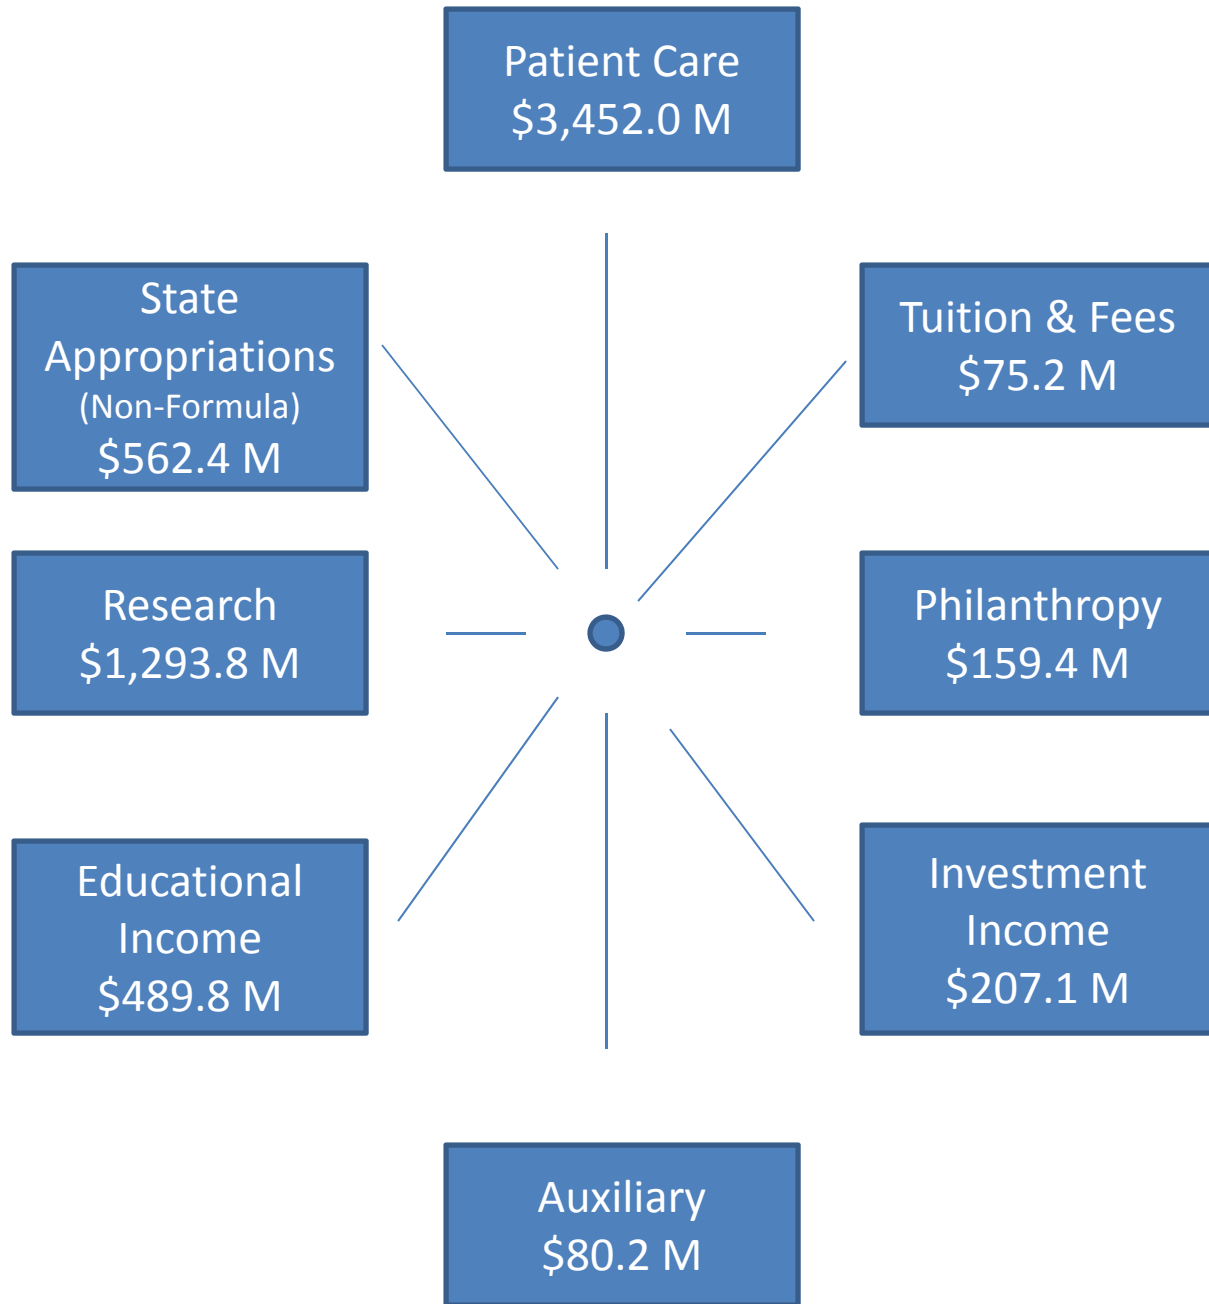 Patient Care
$3,452.0 M
State
Appropriations
(Non-Formula)
$562.4 M
Tuition & Fees
$75.2 M
Research
$1,293.8 M
Philanthropy
$159.4 M
Educational
Income
$489.8 M
Investment
Income
$207.1 M
Auxiliary
$80.2 M